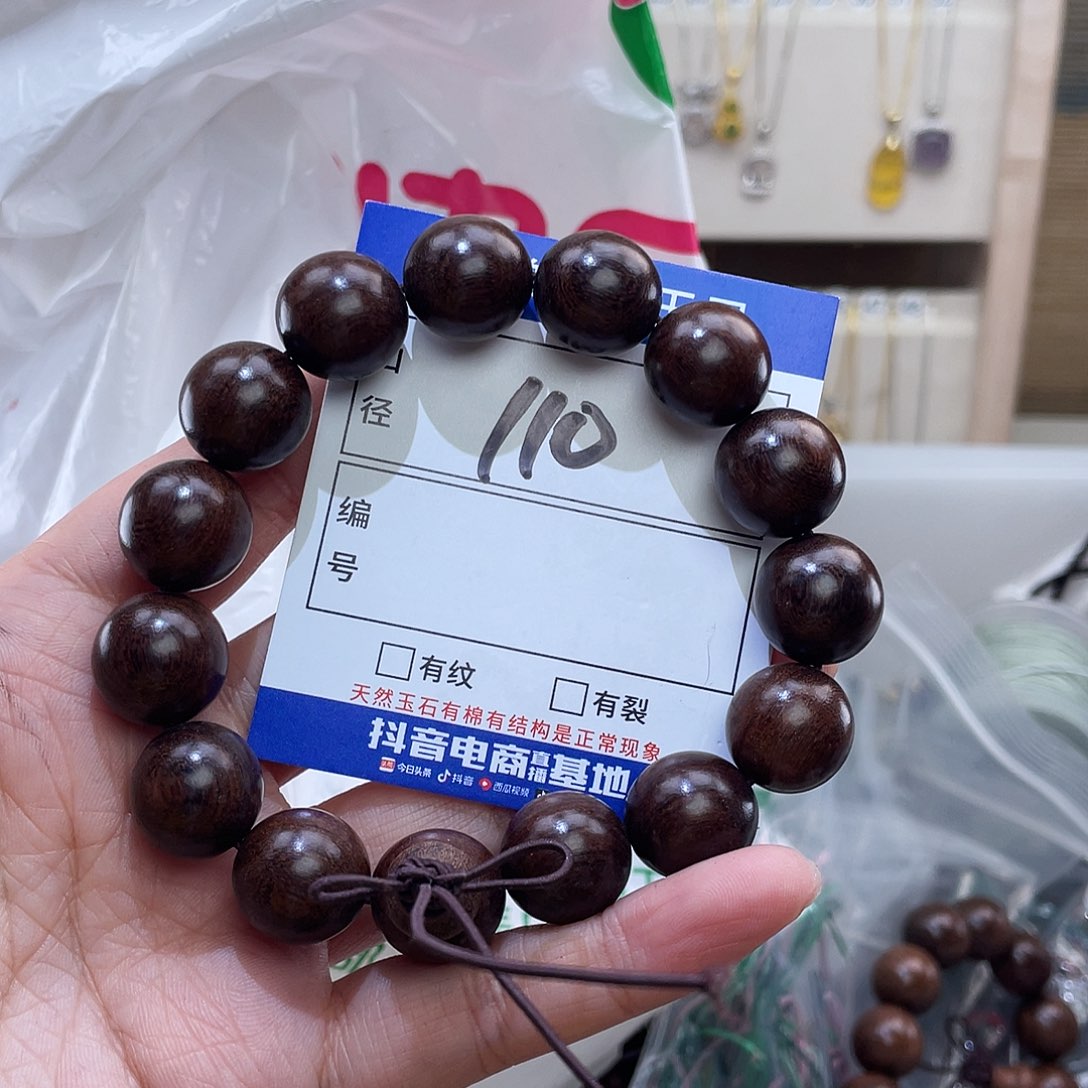 径
110
编
号
有纹
有裂
天然玉石有棉有结构是正常现象
抖音电商直播基地
今日头条 抖音 西瓜视频